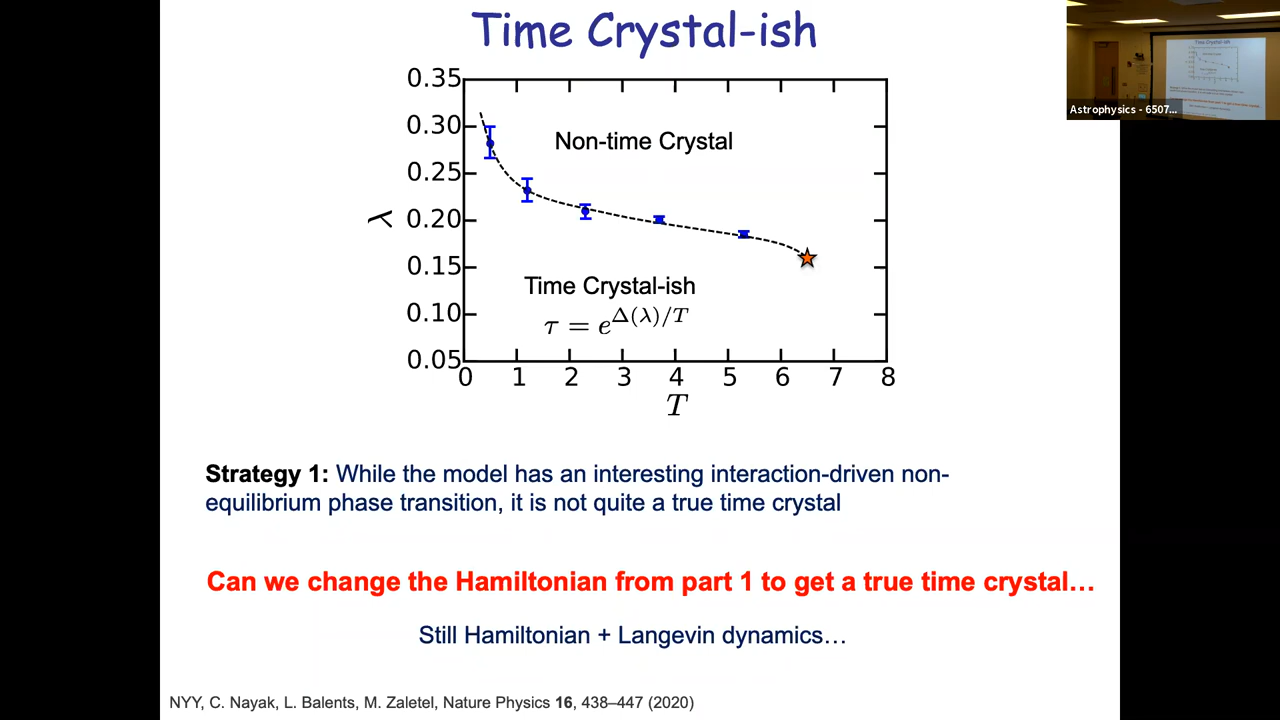 Time Crystal-ish
0.35
0.30
0.25
0.20
0.15
0.10
0.05
λ
Non-time Crystal
Time Crystal-ish
τ = e^{Δ(λ)/T}
0 1 2 3 4 5 6 7 8
T
Strategy 1: While the model has an interesting interaction-driven non-
equilibrium phase transition, it is not quite a true time crystal
Can we change the Hamiltonian from part 1 to get a true time crystal…
Still Hamiltonian + Langevin dynamics…
NYY, C. Nayak, L. Balents, M. Zaletel, Nature Physics 16, 438–447 (2020)
Astrophysics - 6507...